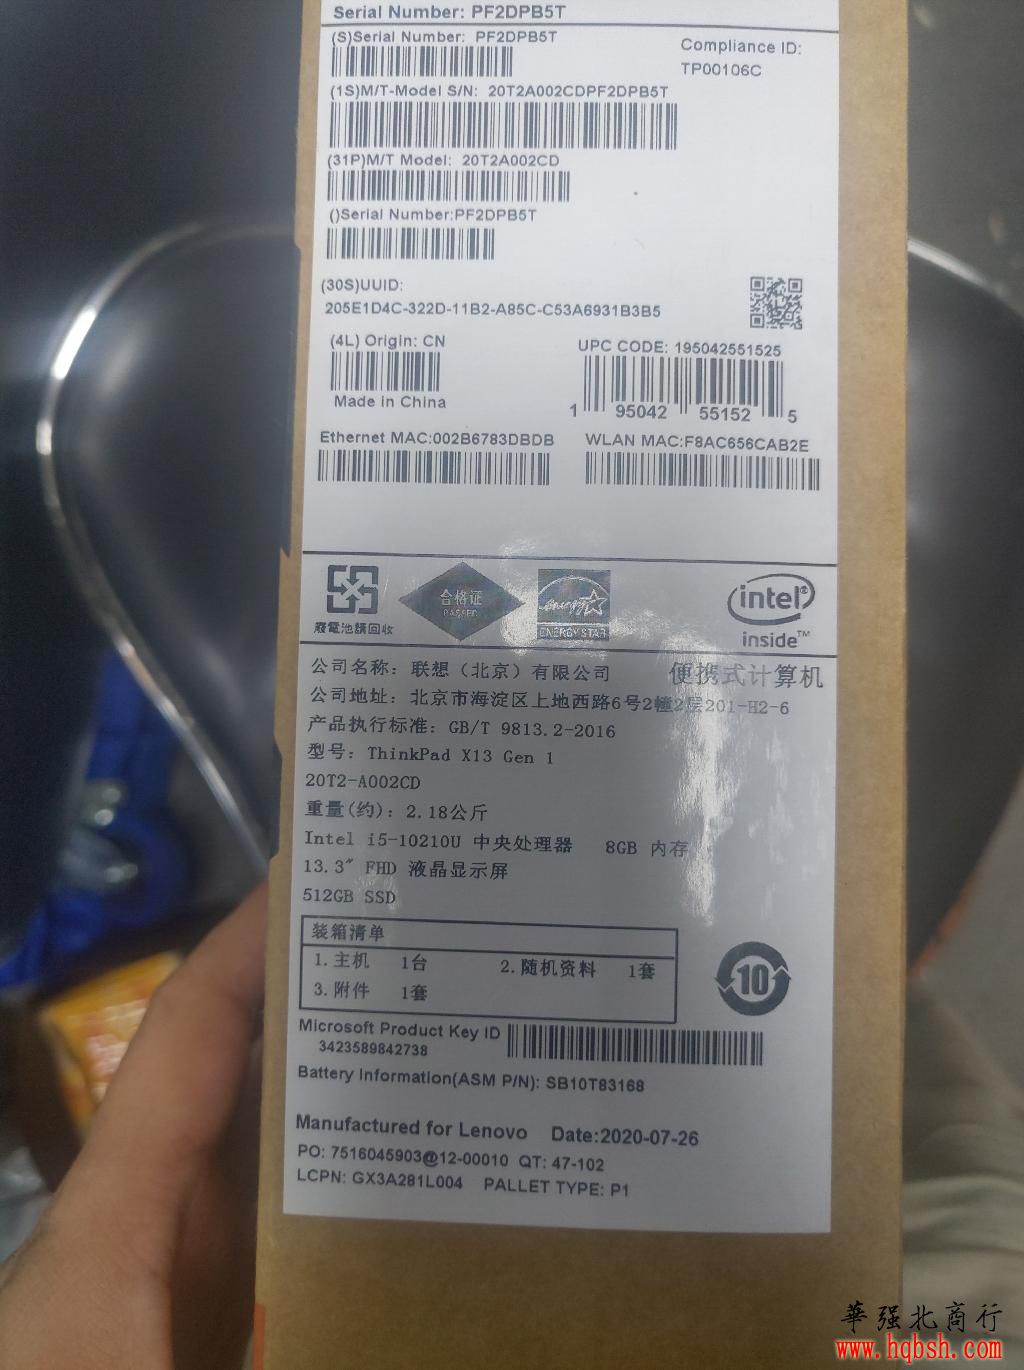 Serial Number: PF2DPB5T
(S)Serial Number: PF2DPB5T
Compliance ID:
TP00106C
(1S)M/T-Model S/N: 20T2A002CDPF2DPB5T
(31P)M/T Model: 20T2A002CD
()Serial Number:PF2DPB5T
(30S)UUID:
205E1D4C-322D-11B2-A85C-C53A6931B3B5
(4L) Origin: CN
UPC CODE: 195042551525
Made in China
1 95042 55152 5
Ethernet MAC:002B6783DBDB
WLAN MAC:F8AC656CAB2E
廢電池請回收
合格证
PASSED
energy
ENERGY STAR
intel®
inside™
公司名称: 联想（北京）有限公司
便携式计算机
公司地址: 北京市海淀区上地西路6号2幢2层201-H2-6
产品执行标准: GB/T 9813.2-2016
型号: ThinkPad X13 Gen 1
20T2-A002CD
重量(约): 2.18公斤
Intel i5-10210U 中央处理器 8GB 内存
13.3" FHD 液晶显示屏
512GB SSD
装箱清单
1.主机 1台 2.随机资料 1套
3.附件 1套
10
Microsoft Product Key ID
3423589842738
Battery Information(ASM P/N): SB10T83168
Manufactured for Lenovo Date:2020-07-26
PO: 7516045903@12-00010 QT: 47-102
LCPN: GX3A281L004 PALLET TYPE: P1
華强北商行
www.hqbsh.com